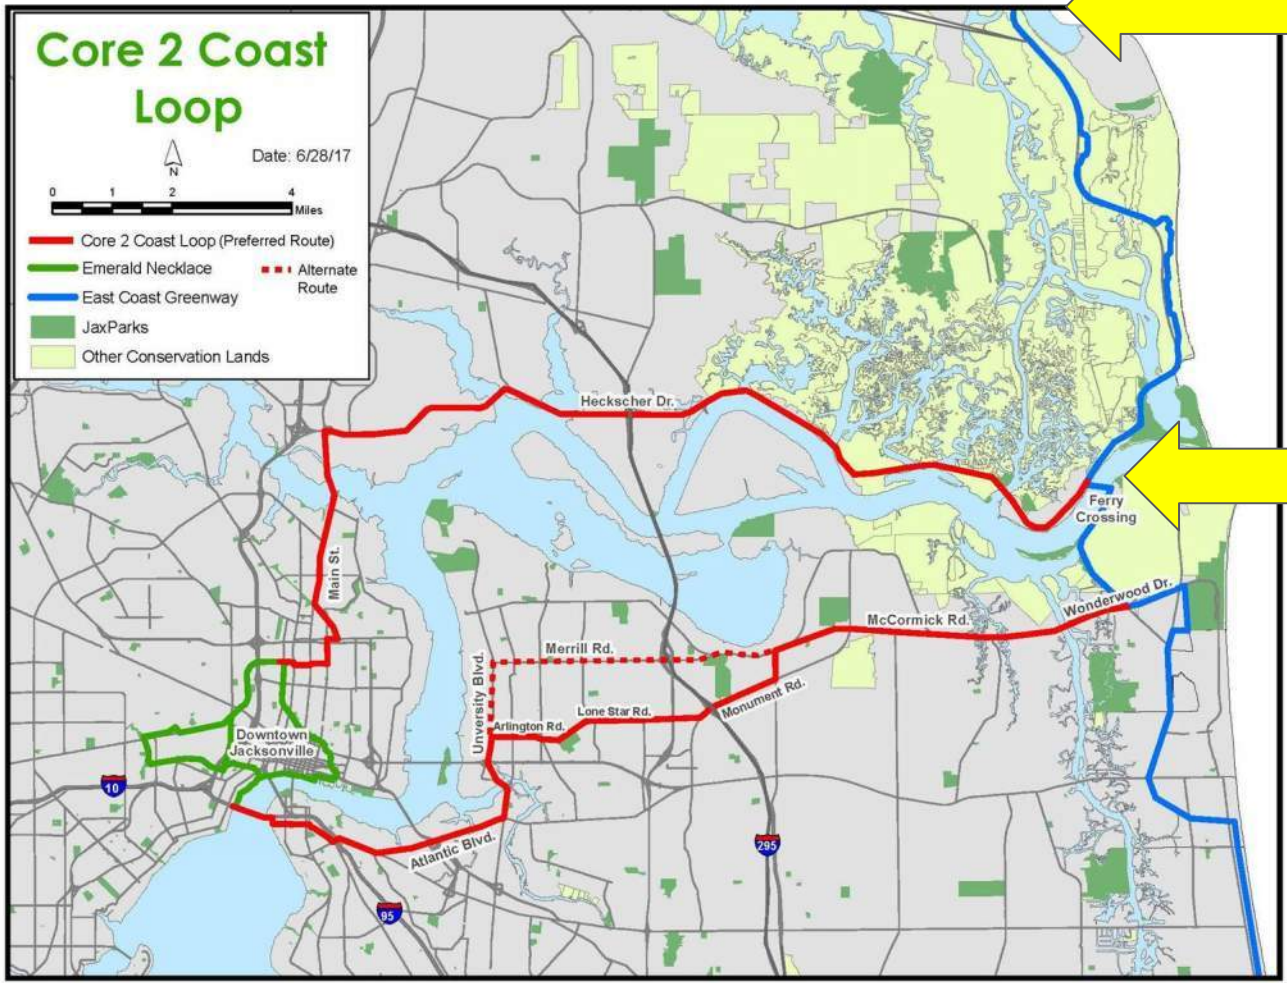 Core 2 Coast
Loop
N
Date: 6/28/17
0 1 2 4
Miles
Core 2 Coast Loop (Preferred Route)
Emerald Necklace
Alternate
Route
East Coast Greenway
JaxParks
Other Conservation Lands
Heckscher Dr.
Ferry
Crossing
Main St.
Wonderwood Dr.
McCormick Rd.
Merrill Rd.
Unversity Blvd.
Monument Rd.
Lone Star Rd.
Arlington Rd.
Downtown
Jacksonville
10
Atlantic Blvd.
295
95